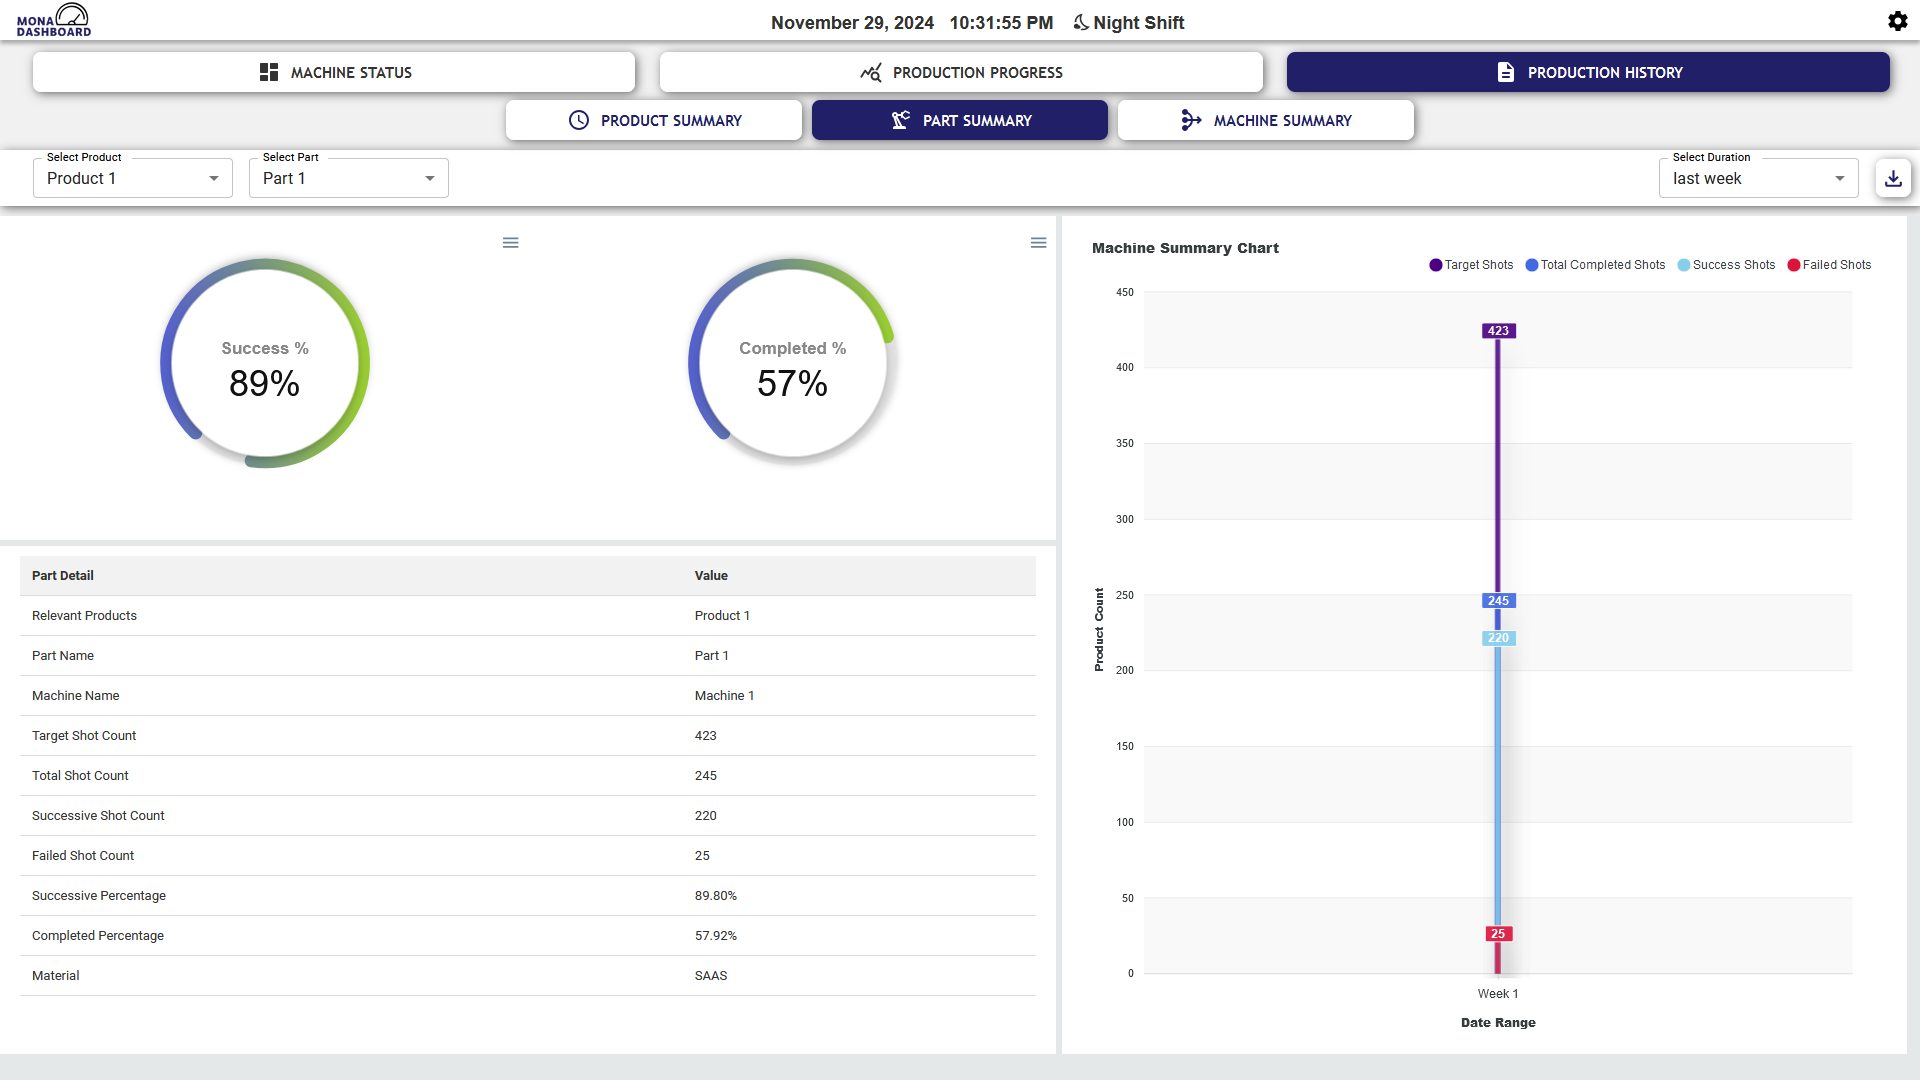 MONA
DASHBOARD
November 29, 2024 10:31:55 PM Night Shift
MACHINE STATUS
PRODUCTION PROGRESS
PRODUCTION HISTORY
PRODUCT SUMMARY
PART SUMMARY
MACHINE SUMMARY
Select Product
Product 1
Select Part
Part 1
Select Duration
last week
Success %
89%
Completed %
57%
Part Detail Value
Relevant Products Product 1
Part Name Part 1
Machine Name Machine 1
Target Shot Count 423
Total Shot Count 245
Successive Shot Count 220
Failed Shot Count 25
Successive Percentage 89.80%
Completed Percentage 57.92%
Material SAAS
Machine Summary Chart
Target Shots Total Completed Shots Success Shots Failed Shots
450
400
350
300
250
200
150
100
50
0
Product Count
423
245
220
25
Week 1
Date Range